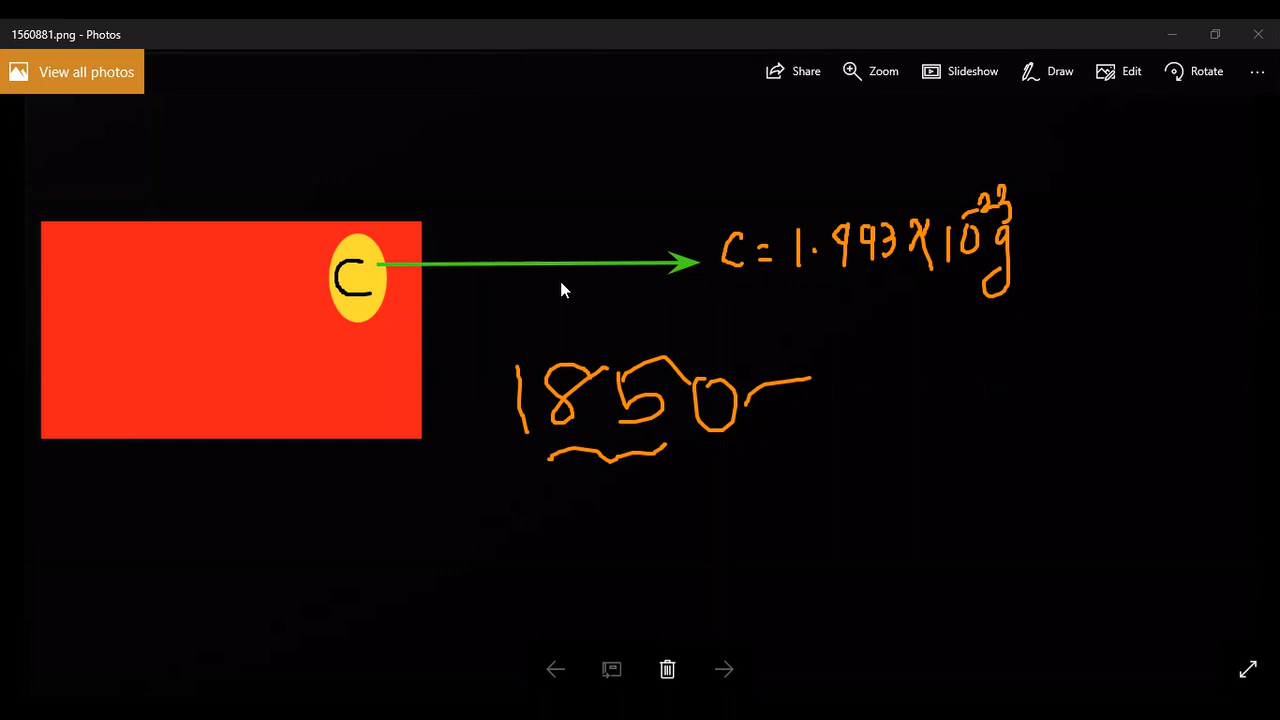 1560881.png - Photos
View all photos
Share
Zoom
Slideshow
Draw
Edit
Rotate
C
C = 1.993 X 10⁻²³ g
1850